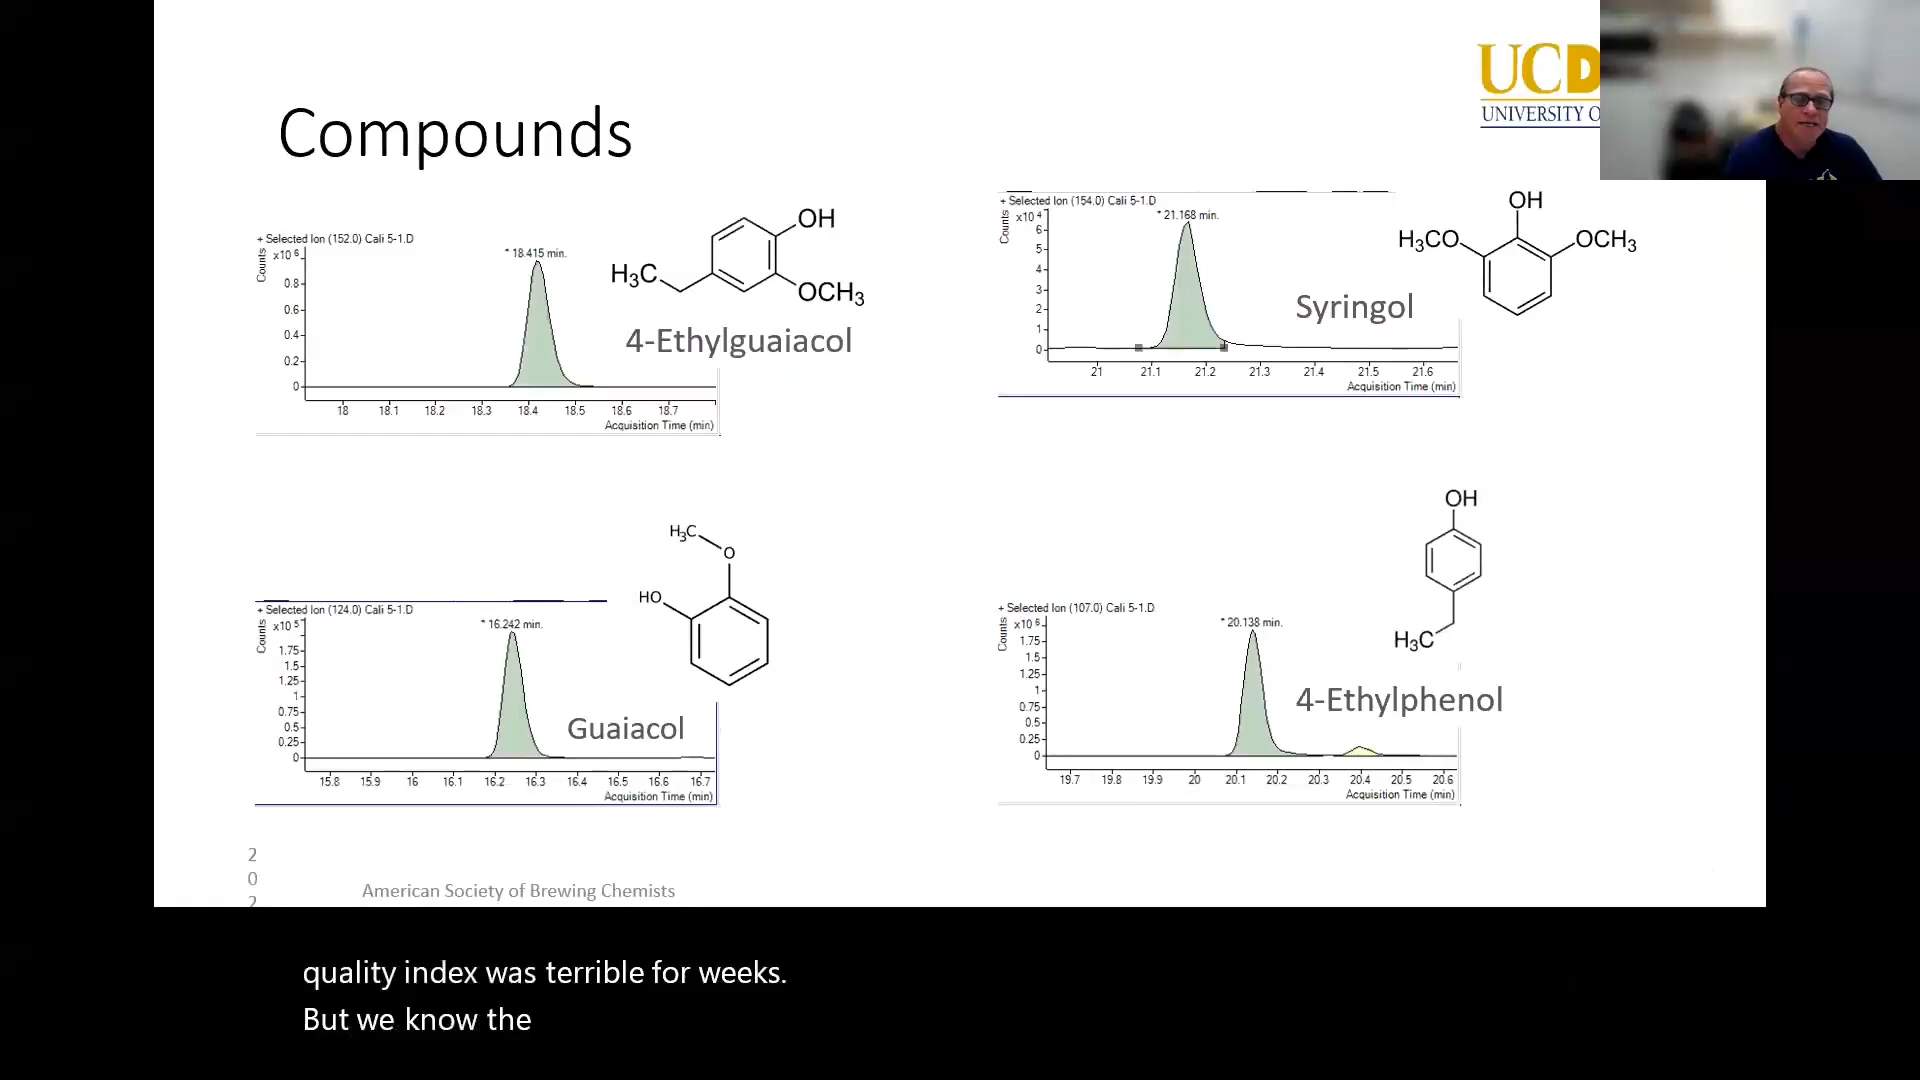 Compounds
UCD
UNIVERSITY O
+ Selected Ion (152.0) Cali 5-1.D
Counts
x10 6
* 18.415 min.
0.8
0.6
0.4
0.2
0
18 18.1 18.2 18.3 18.4 18.5 18.6 18.7
Acquisition Time (min)
OH
H3C
OCH3
4-Ethylguaiacol
+ Selected Ion (154.0) Cali 5-1.D
Counts
x10 4
* 21.168 min.
6
5
4
3
2
1
0
21 21.1 21.2 21.3 21.4 21.5 21.6
Acquisition Time (min)
OH
H3CO
OCH3
Syringol
+ Selected Ion (124.0) Cali 5-1.D
Counts
x10 5
* 16.242 min.
1.75
1.5
1.25
1
0.75
0.5
0.25
0
15.8 15.9 16 16.1 16.2 16.3 16.4 16.5 16.6 16.7
Acquisition Time (min)
H3C
O
HO
Guaiacol
+ Selected Ion (107.0) Cali 5-1.D
Counts
x10 6
* 20.138 min.
1.75
1.5
1.25
1
0.75
0.5
0.25
0
19.7 19.8 19.9 20 20.1 20.2 20.3 20.4 20.5 20.6
Acquisition Time (min)
OH
H3C
4-Ethylphenol
2
0
2
American Society of Brewing Chemists
quality index was terrible for weeks.
But we know the